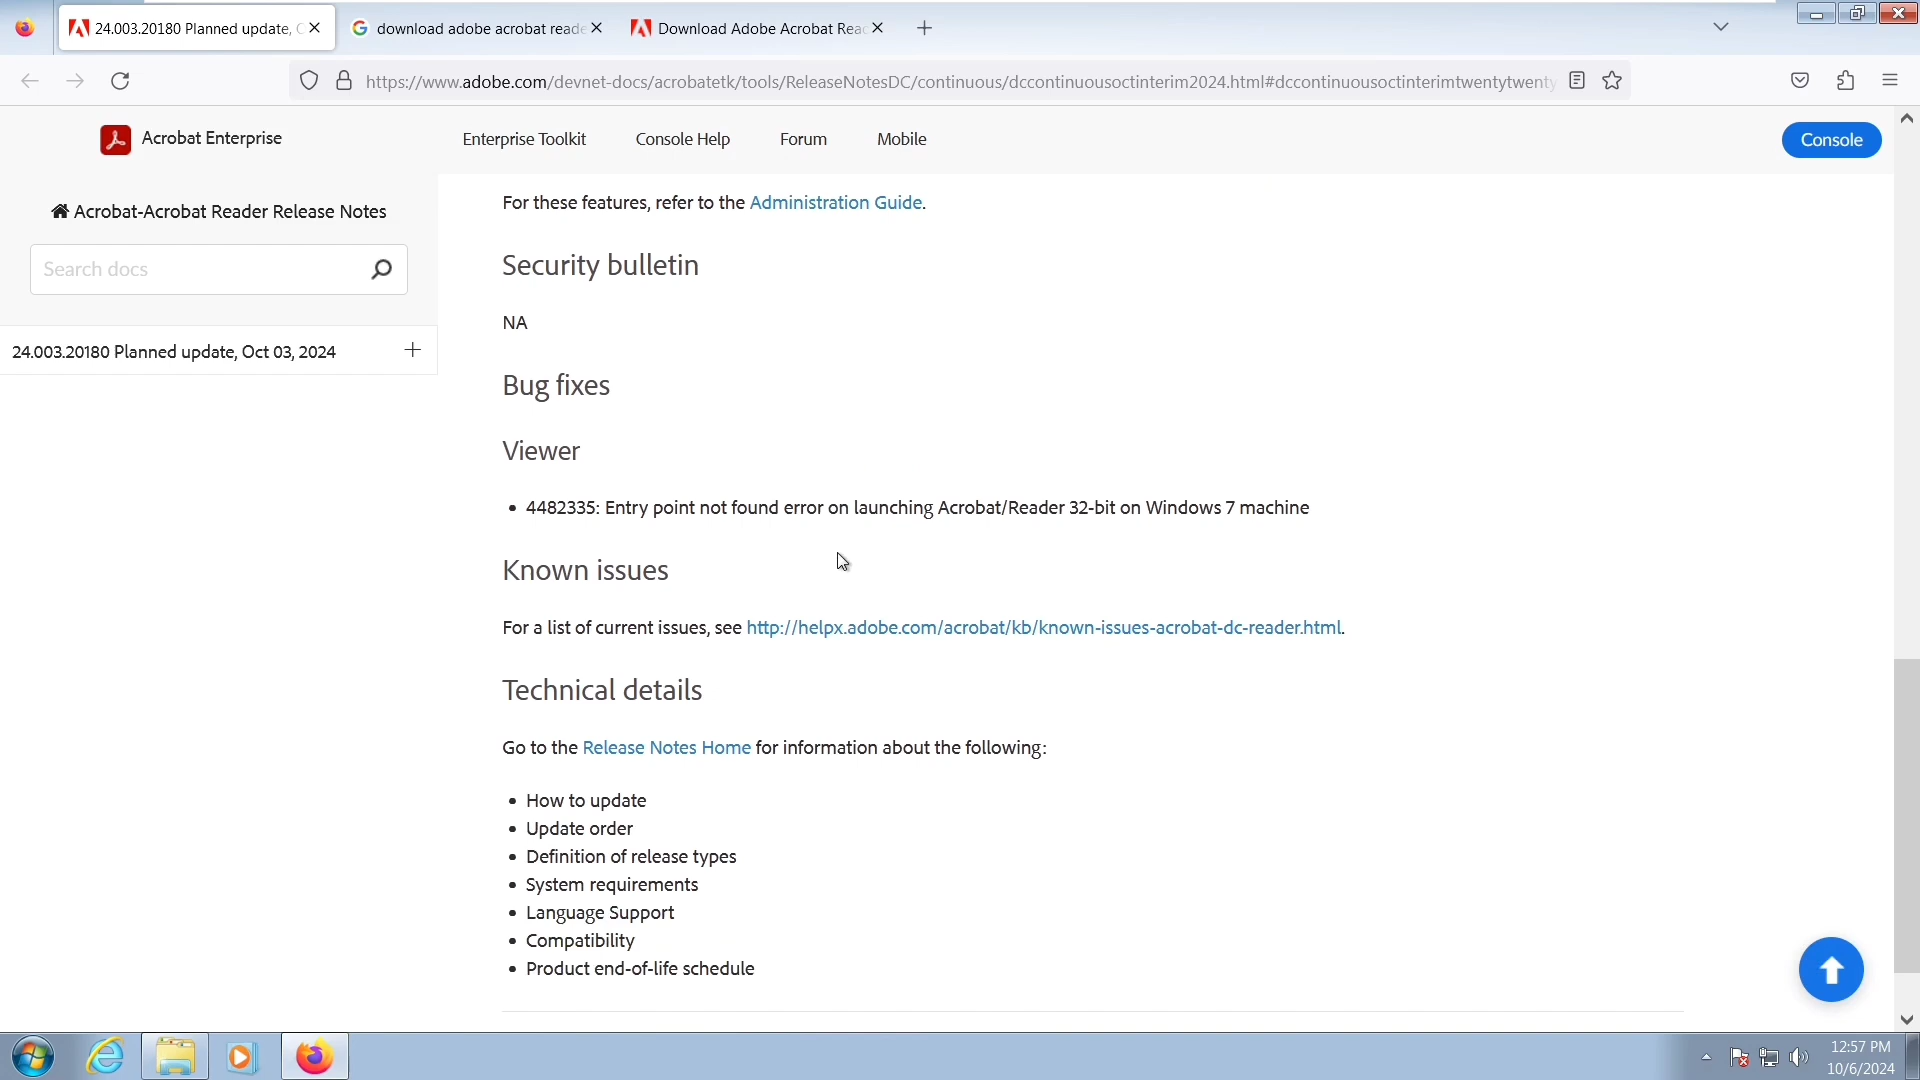 24.003.20180 Planned update, C
download adobe acrobat reade
Download Adobe Acrobat Reac
https://www.adobe.com/devnet-docs/acrobatetk/tools/ReleaseNotesDC/continuous/dccontinuousoctinterim2024.html#dccontinuousoctinterimtwentytwenty
Acrobat Enterprise
Enterprise Toolkit
Console Help
Forum
Mobile
Console
Acrobat-Acrobat Reader Release Notes
Search docs
24.003.20180 Planned update, Oct 03, 2024
For these features, refer to the Administration Guide.
Security bulletin
NA
Bug fixes
Viewer
• 4482335: Entry point not found error on launching Acrobat/Reader 32-bit on Windows 7 machine
Known issues
For a list of current issues, see http://helpx.adobe.com/acrobat/kb/known-issues-acrobat-dc-reader.html.
Technical details
Go to the Release Notes Home for information about the following:
• How to update
• Update order
• Definition of release types
• System requirements
• Language Support
• Compatibility
• Product end-of-life schedule
12:57 PM
10/6/2024